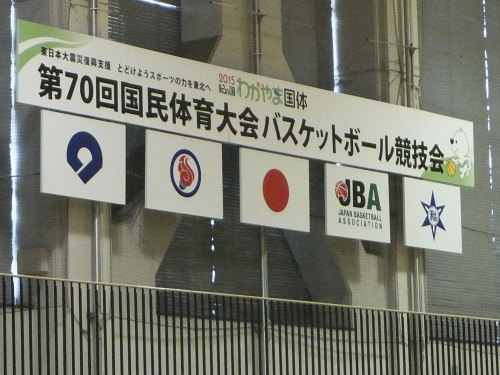 東日本大震災復興支援 とどけようスポーツの力を東北へ
2015
紀の国
わかやま国体
第70回国民体育大会バスケットボール競技会
JBA
JAPAN BASKETBALL
ASSOCIATION